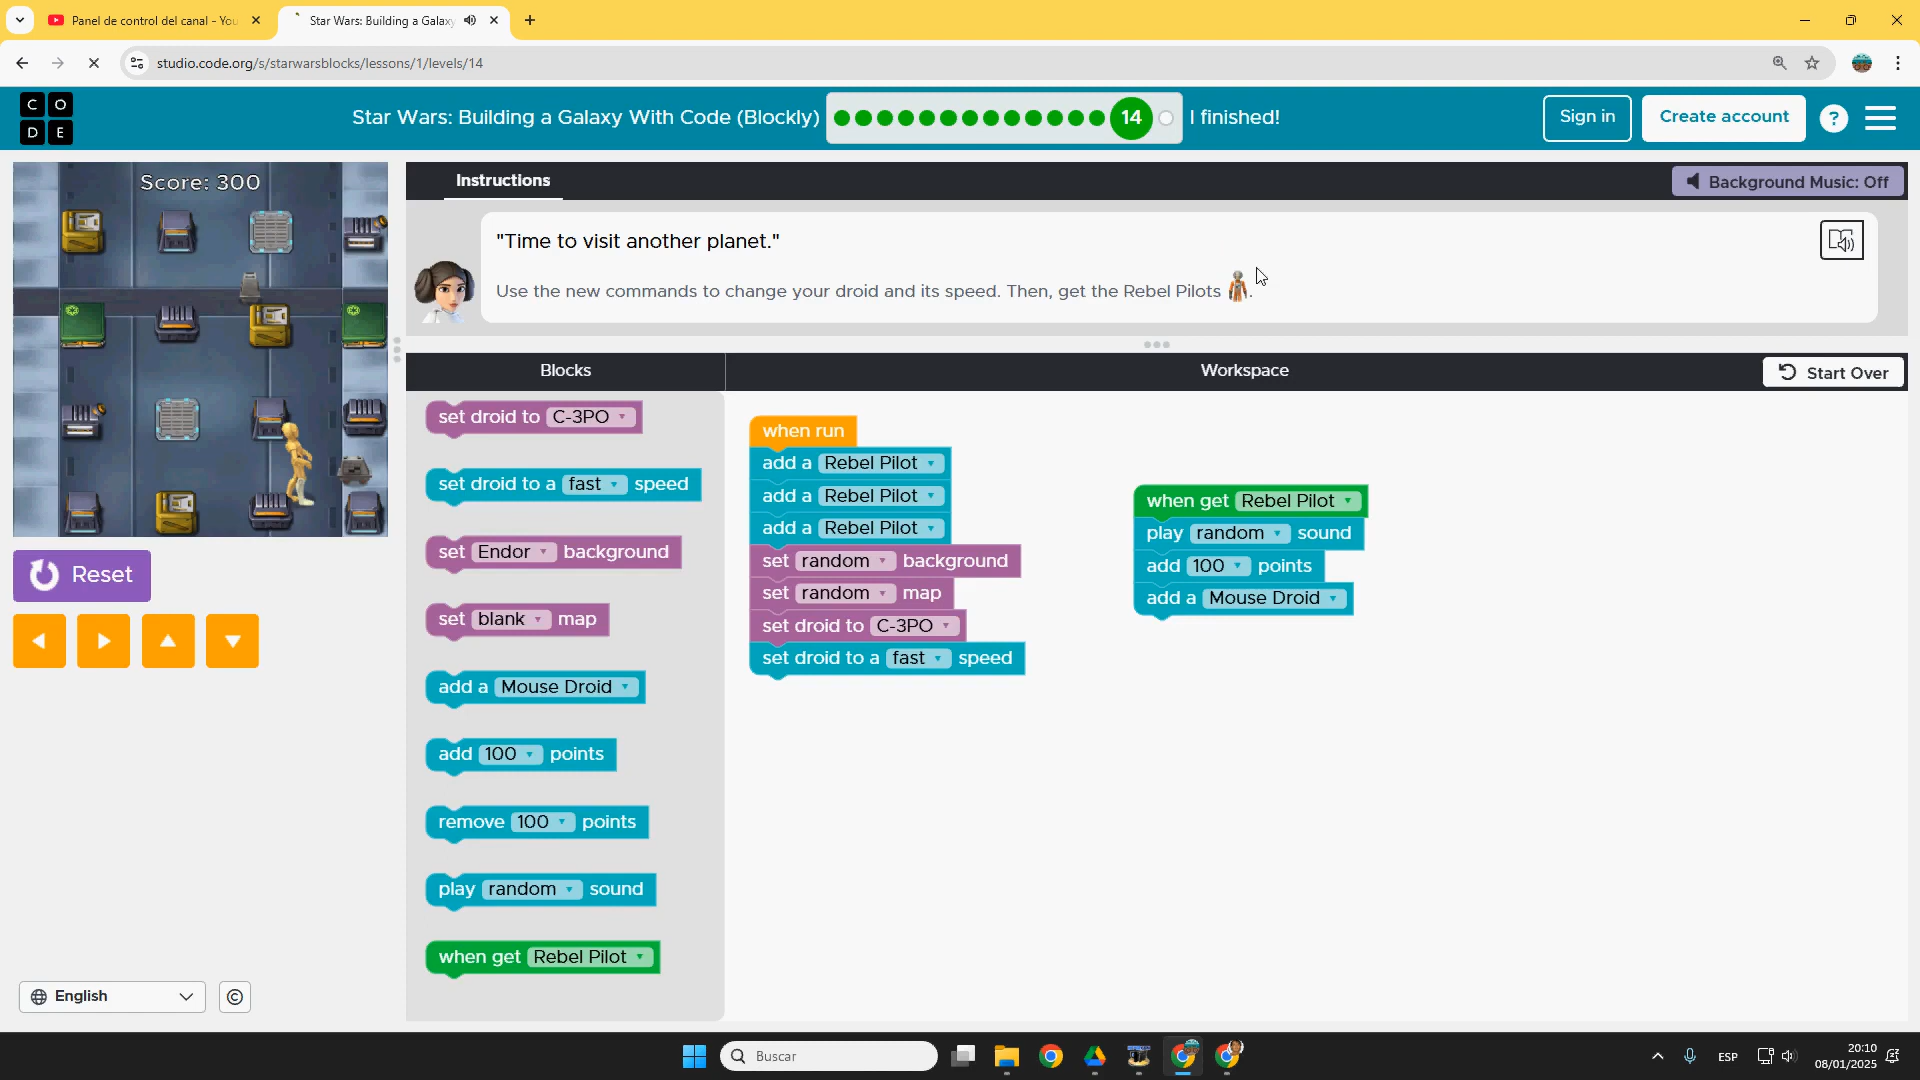 Panel de control del canal - You
Star Wars: Building a Galaxy
studio.code.org/s/starwarsblocks/lessons/1/levels/14
C O
D E
Star Wars: Building a Galaxy With Code (Blockly)
14
I finished!
Sign in
Create account
?
Score: 300
Instructions
Background Music: Off
"Time to visit another planet."
Use the new commands to change your droid and its speed. Then, get the Rebel Pilots .
Blocks
Workspace
Start Over
set droid to C-3PO
set droid to a fast speed
set Endor background
set blank map
add a Mouse Droid
add 100 points
remove 100 points
play random sound
when get Rebel Pilot
when run
add a Rebel Pilot
add a Rebel Pilot
add a Rebel Pilot
set random background
set random map
set droid to C-3PO
set droid to a fast speed
when get Rebel Pilot
play random sound
add 100 points
add a Mouse Droid
Reset
English
©
Buscar
ESP
20:10
08/01/2025